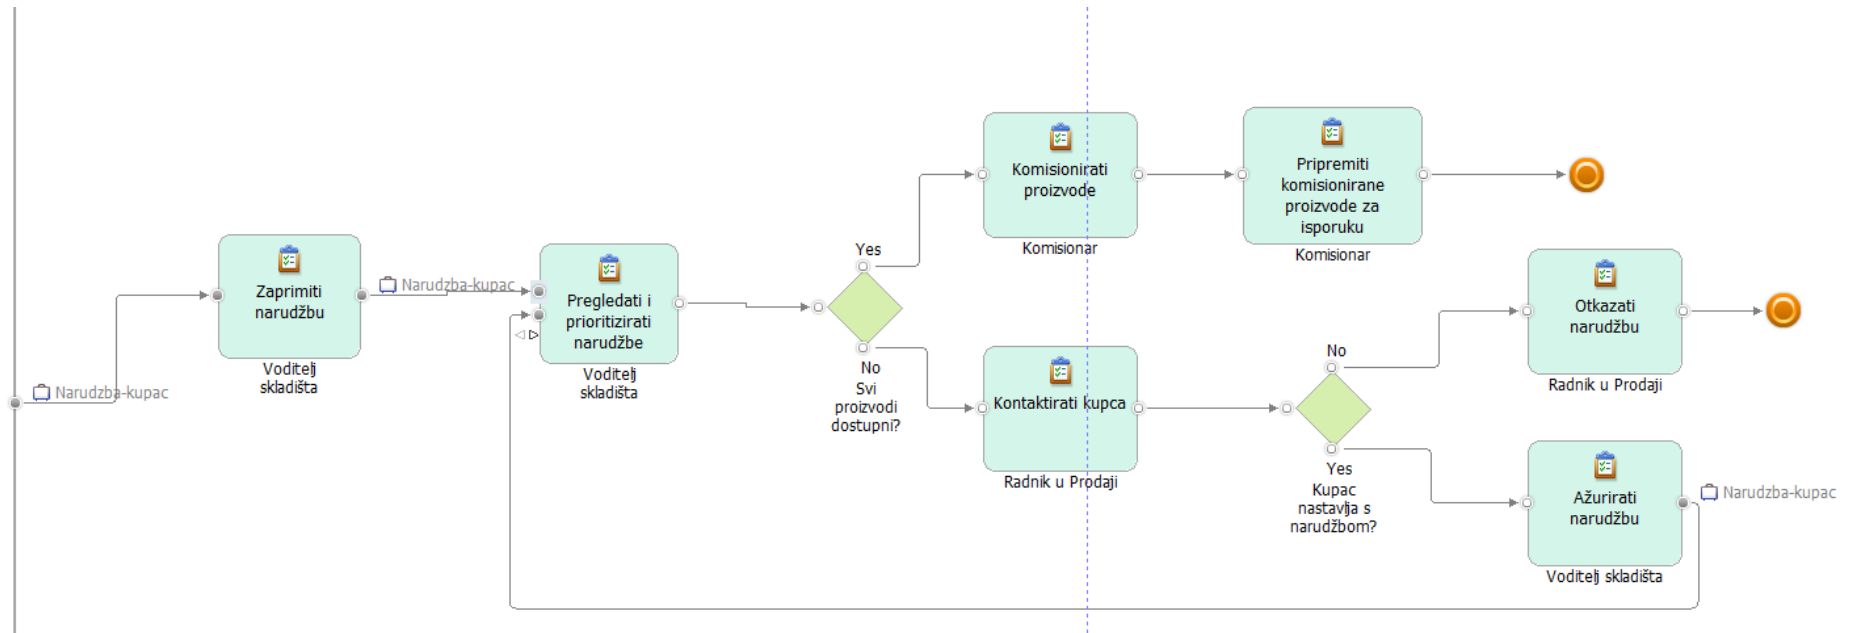 Narudzba-kupac
Zaprimiti
narudžbu
Voditelj
skladišta
Narudzba-kupac
Pregledati i
prioritizirati
narudžbe
Voditelj
skladišta
Yes
No
Svi
proizvodi
dostupni?
Komisionirati
proizvode
Komisionar
Pripremiti
komisionirane
proizvode za
isporuku
Komisionar
Kontaktirati kupca
Radnik u Prodaji
No
Yes
Kupac
nastavlja s
narudžbom?
Otkazati
narudžbu
Radnik u Prodaji
Ažurirati
narudžbu
Voditelj skladišta
Narudzba-kupac